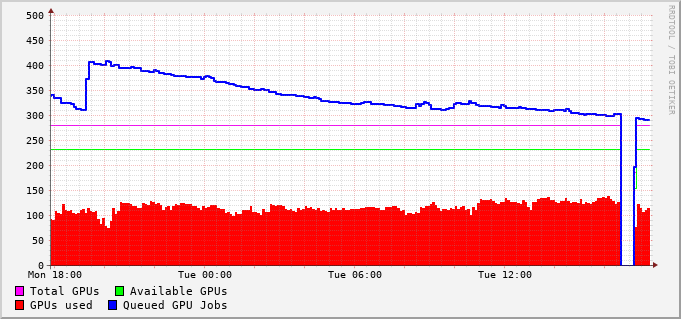 500
450
400
350
300
250
200
150
100
50
0
Mon 18:00 Tue 00:00 Tue 06:00 Tue 12:00
Total GPUs Available GPUs
GPUs used Queued GPU Jobs
RRDTOOL / TOBI OETIKER